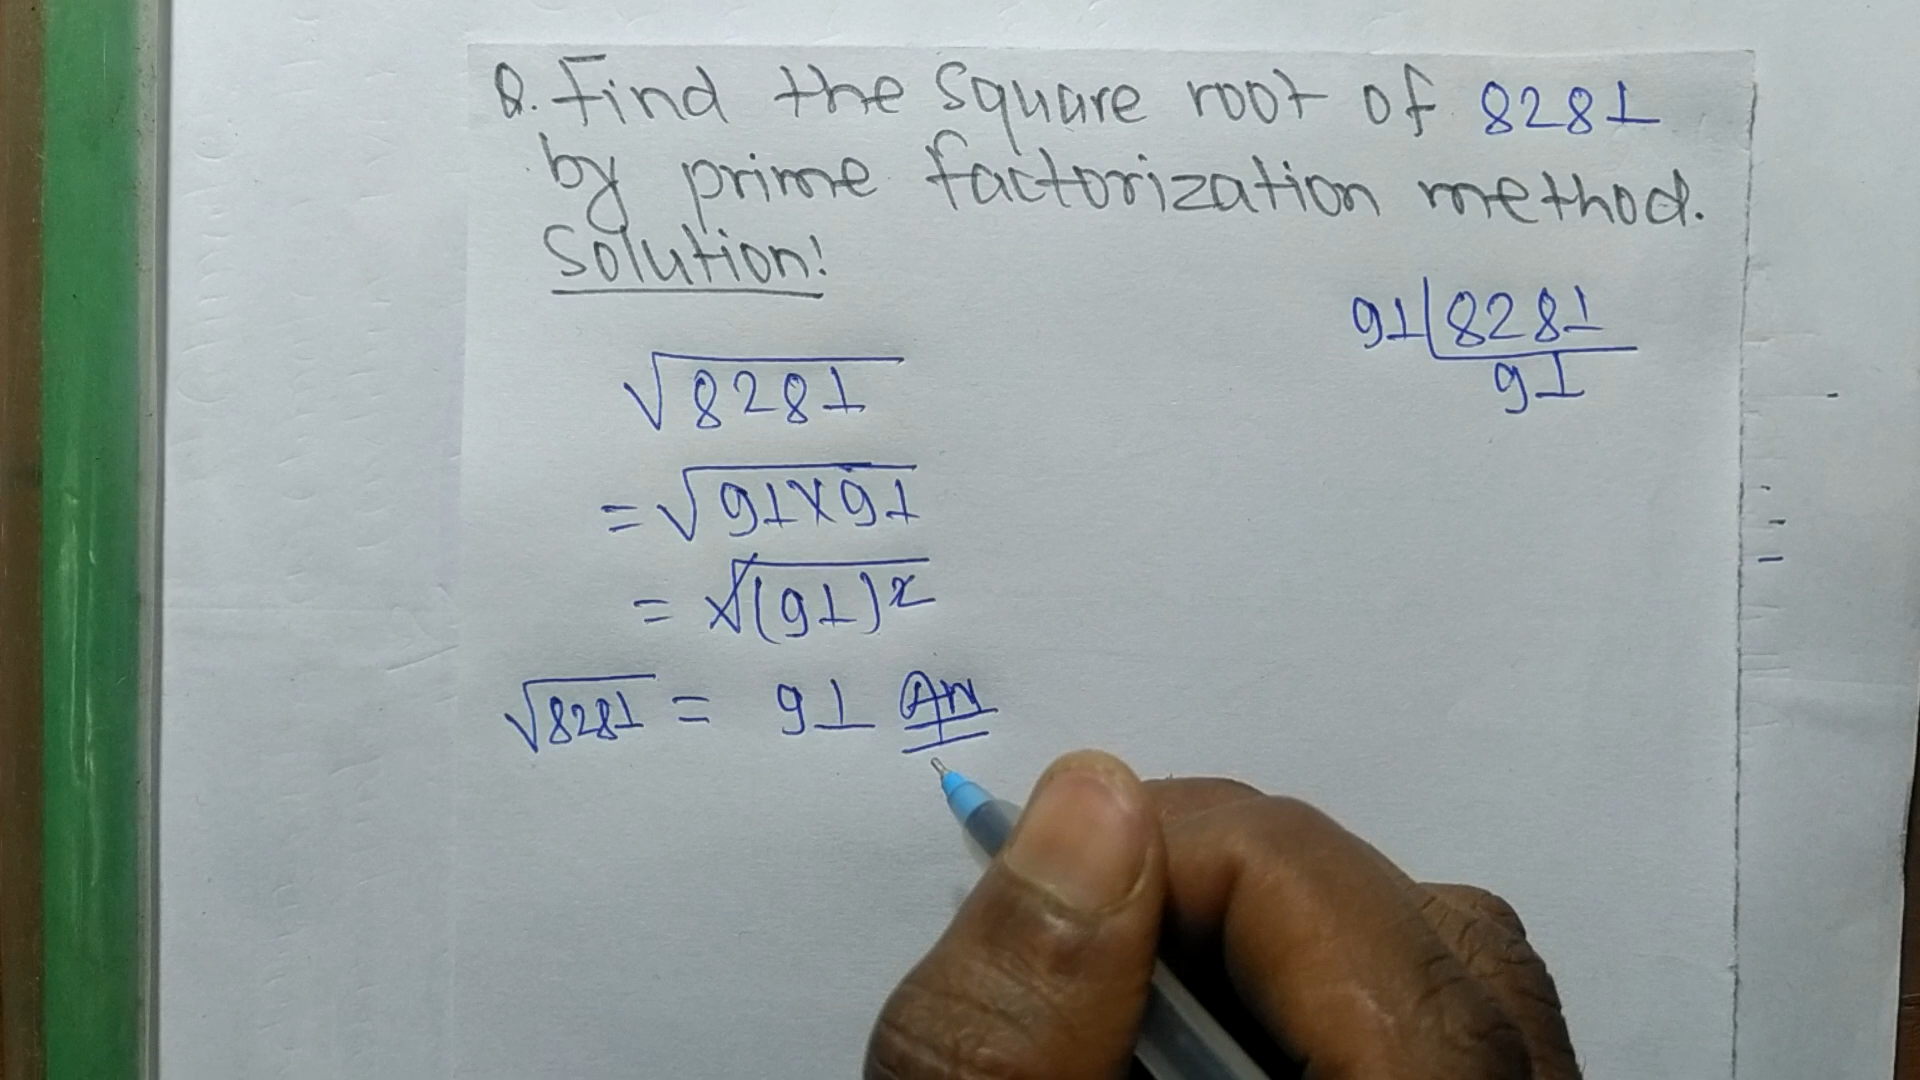 Q. Find the square root of 8281
by prime factorization method.
Solution:
√8281
= √91×91
= √(91)²
√8281 = 91 Ans
91|8281
91